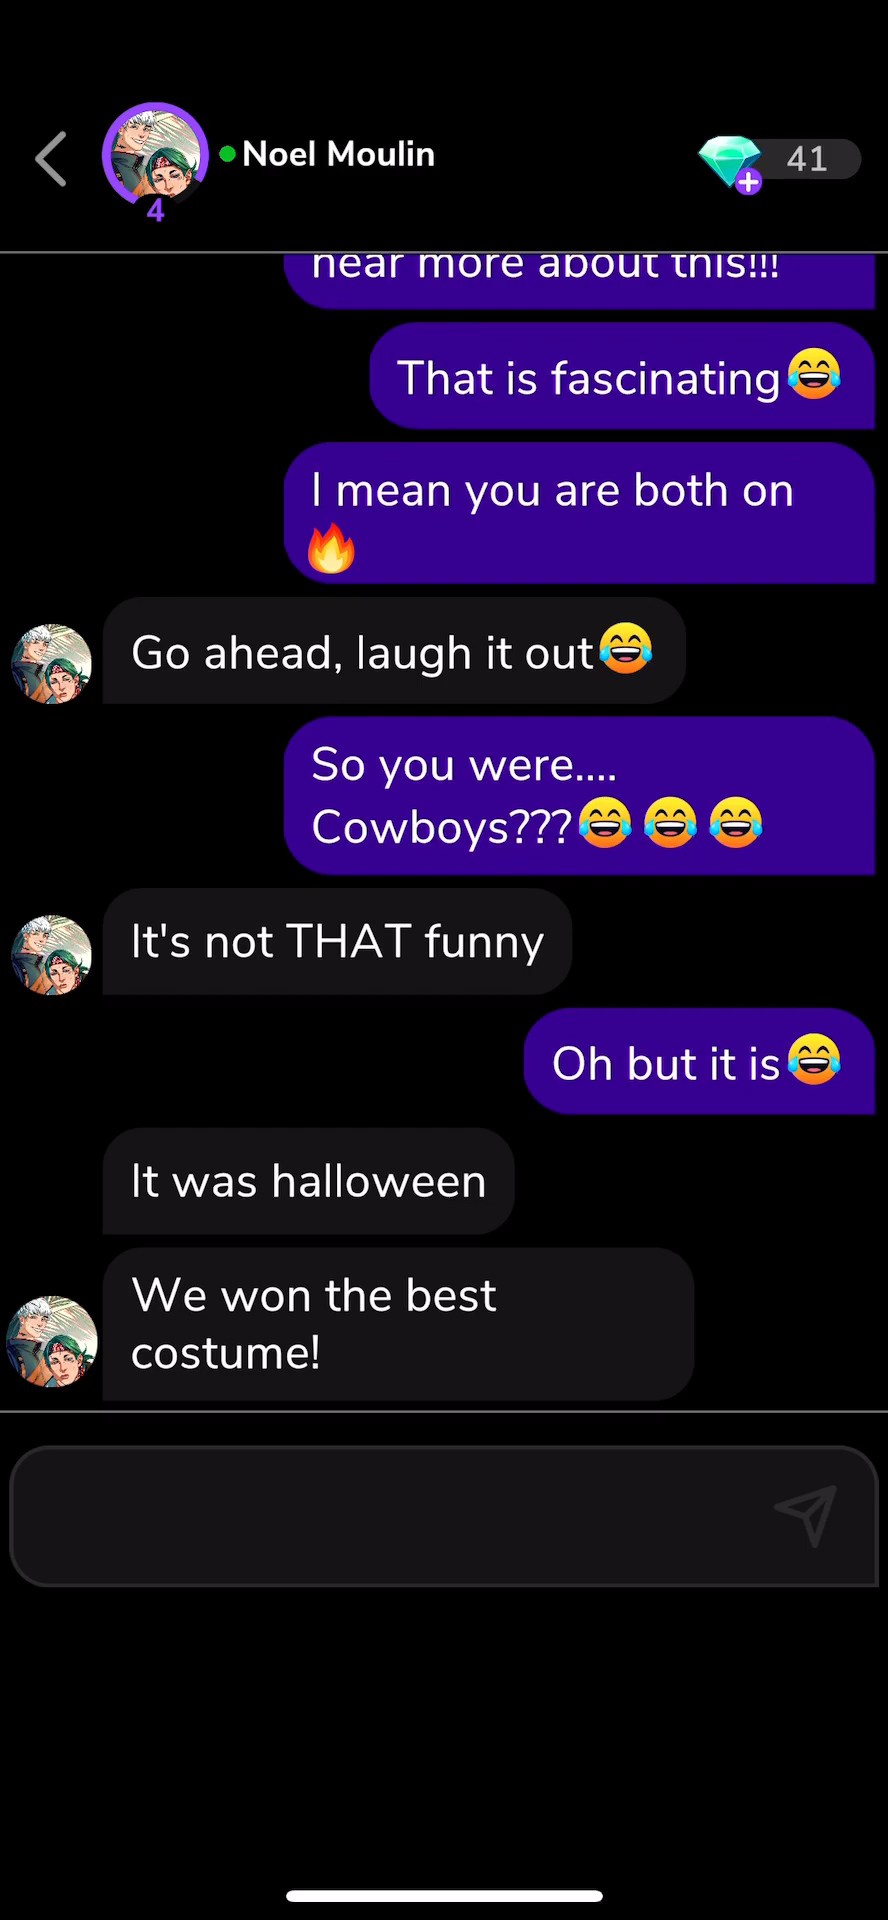 Noel Moulin
41
4
hear more about this!!!
That is fascinating😂
I mean you are both on
🔥
Go ahead, laugh it out😂
So you were....
Cowboys???😂😂😂
It's not THAT funny
Oh but it is😂
It was halloween
We won the best
costume!